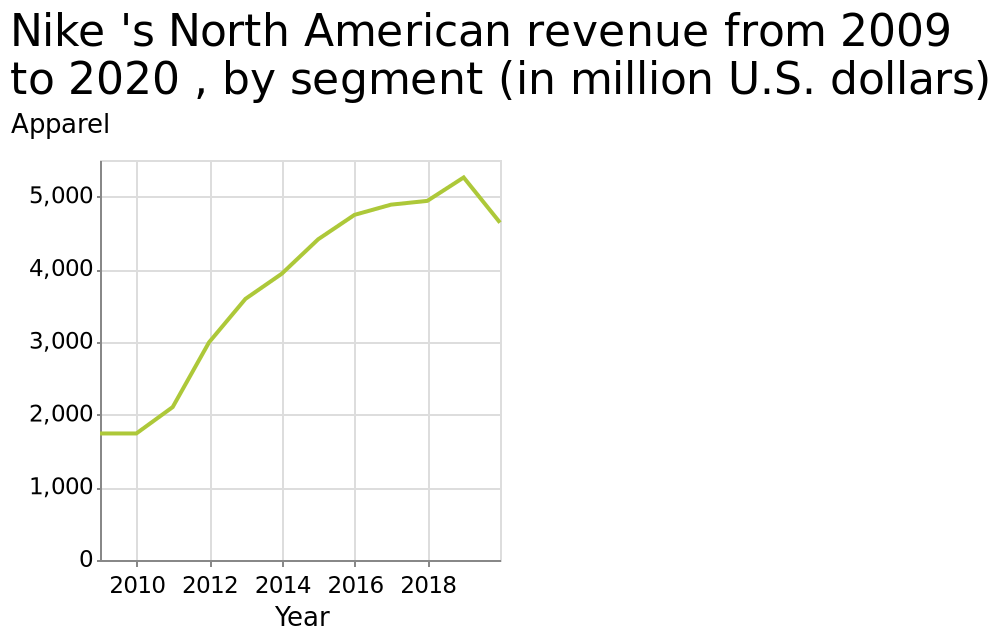 Nike 's North American revenue from 2009
to 2020 , by segment (in million U.S. dollars)
Apparel
5,000
4,000
3,000
2,000
1,000
0
2010 2012 2014 2016 2018
Year